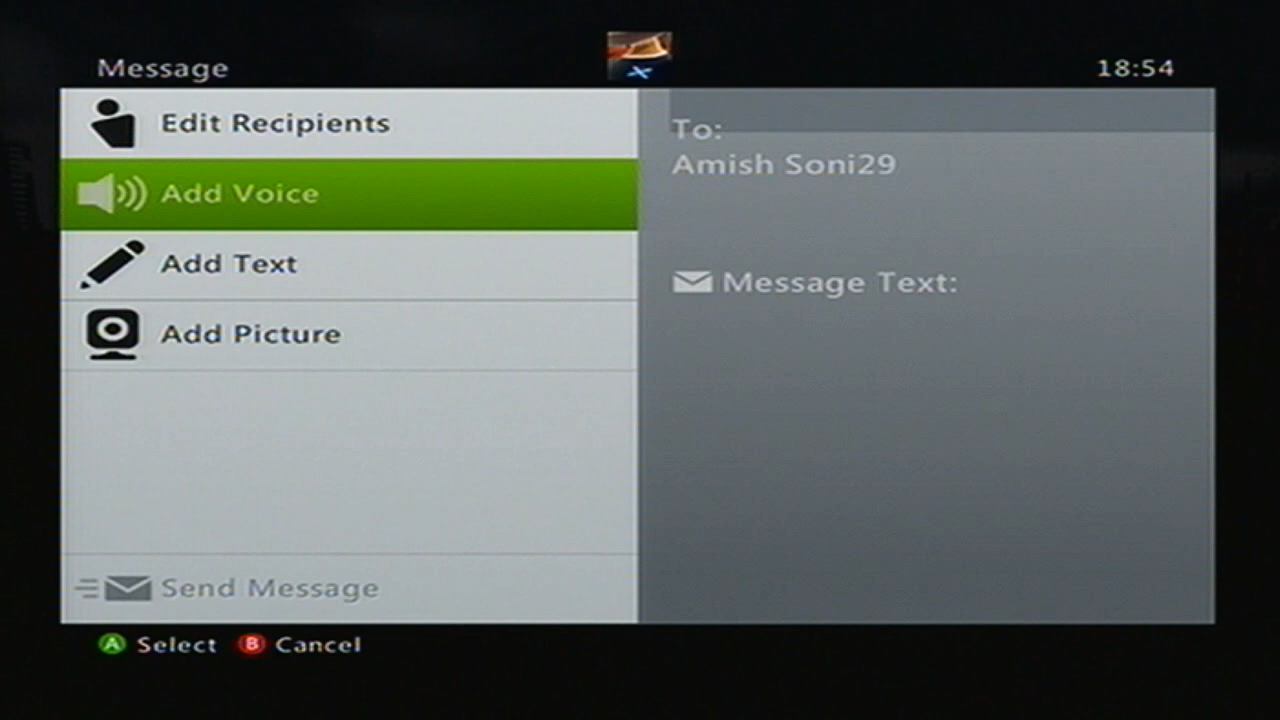 Message
18:54
Edit Recipients
Add Voice
Add Text
Add Picture
Send Message
To:
Amish Soni29
Message Text:
A Select B Cancel